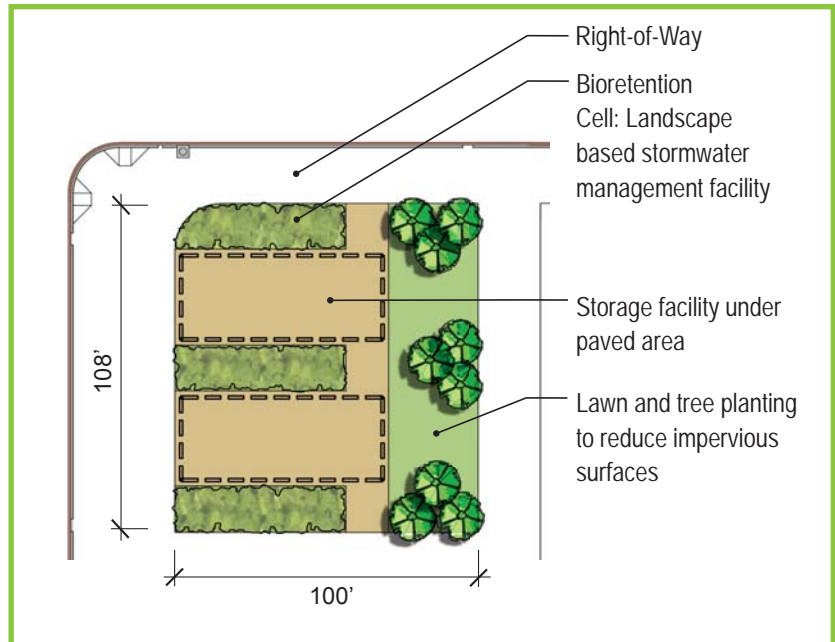 Right-of-Way
Bioretention
Cell: Landscape
based stormwater
management facility
Storage facility under
paved area
Lawn and tree planting
to reduce impervious
surfaces
108’
100’